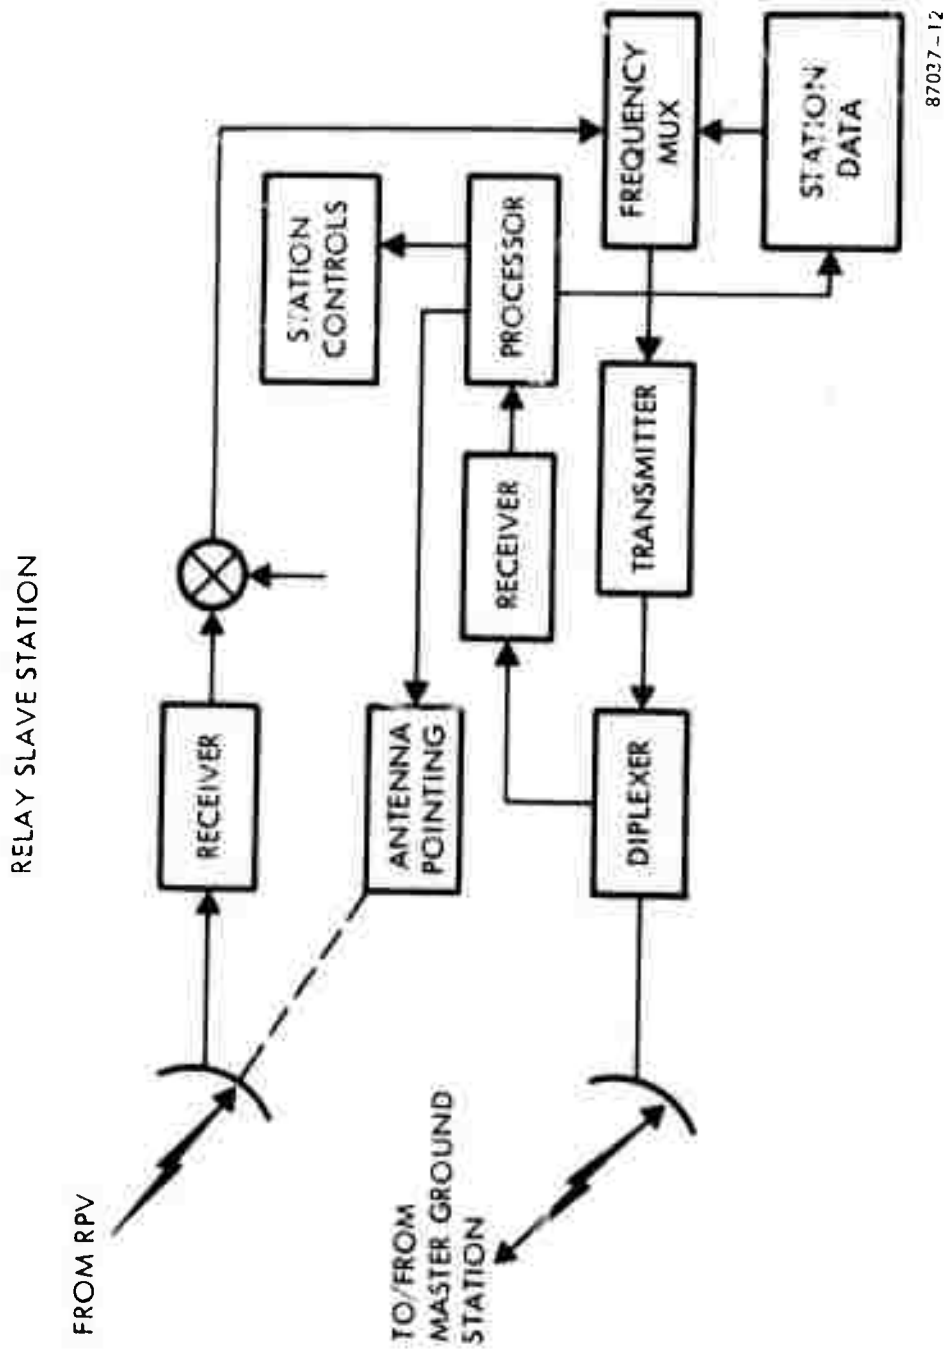 RELAY SLAVE STATION
FROM RPV
RECEIVER
STATION
CONTROLS
ANTENNA
POINTING
RECEIVER
PROCESSOR
TO/FROM
MASTER GROUND
STATION
DIPLEXER
TRANSMITTER
FREQUENCY
MUX
STATION
DATA
87037-12